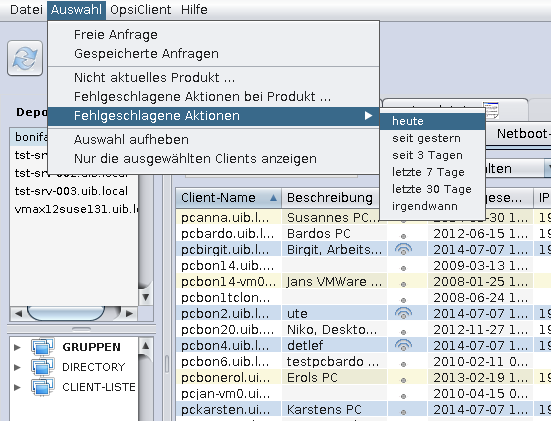 Datei Auswahl OpsiClient Hilfe
Freie Anfrage
Gespeicherte Anfragen
Nicht aktuelles Produkt ...
Fehlgeschlagene Aktionen bei Produkt ...
Fehlgeschlagene Aktionen
Auswahl aufheben
Nur die ausgewählten Clients anzeigen
heute
seit gestern
seit 3 Tagen
letzte 7 Tage
letzte 30 Tage
irgendwann
Depo
bonifa
tst-sr
tst-srv-002.uib.local
tst-srv-003.uib.local
vmax12suse131.uib.l
GRUPPEN
DIRECTORY
CLIENT-LISTE
Netboot-
lten
Client-Name Beschreibung gese... IP
pcanna.uib.l... Susannes PC... 30 1... 19
pcbardo.uib.l... Bardos PC 2012-06-15 1... 19
pcbirgit.uib.l... Birgit, Arbeits... 2014-07-07 1... 19
pcbon14.uib.... 2009-03-13 ...
pcbon14-vm0... Jans VMWare ... 2008-01-25 1...
pcbon1tclon... 2008-06-24 1...
pcbon2.uib.l... ute 2014-07-07 1... 19
pcbon20.uib.... Niko, Deskto... 2012-11-27 1... 19
pcbon4.uib.l... detlef 2014-07-07 1... 19
pcbon6.uib.l... testpcbardo 2010-02-11 0...
pcbonerol.ui... Erols PC 2013-02-19 1... 19
pcjan-vm0.ui... 2010-04-15 0...
pckarsten.ui... Karstens PC 2014-07-07 1... 19